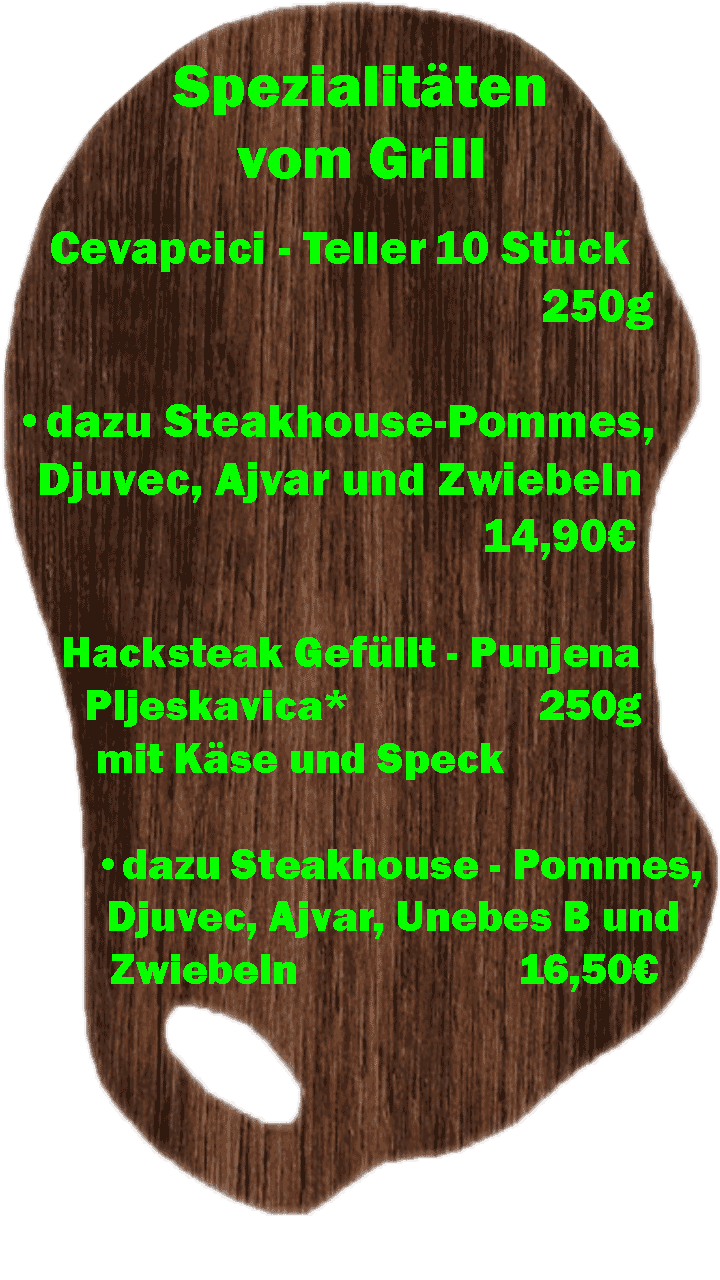 Spezialitäten
vom Grill
Cevapcici - Teller 10 Stück
250g
• dazu Steakhouse-Pommes,
Djuvec, Ajvar und Zwiebeln
14,90€
Hacksteak Gefüllt - Punjena
Pljeskavica* 250g
mit Käse und Speck
• dazu Steakhouse - Pommes,
Djuvec, Ajvar, Unebes B und
Zwiebeln 16,50€